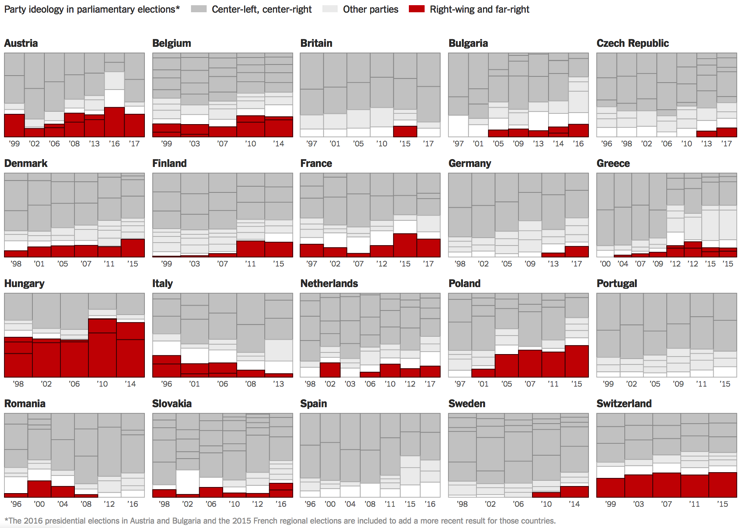 Party ideology in parliamentary elections* Center-left, center-right Other parties Right-wing and far-right
Austria Belgium Britain Bulgaria Czech Republic
'99 '02 '06 '08 '13 '16 '17 '99 '03 '07 '10 '14 '97 '01 '05 '10 '15 '17 '97 '01 '05 '09 '13 '14 '16 '96 '98 '02 '06 '10 '13 '17
Denmark Finland France Germany Greece
'98 '01 '05 '07 '11 '15 '99 '03 '07 '11 '15 '97 '02 '07 '12 '15 '17 '98 '02 '05 '09 '13 '17 '00 '04 '07 '09 '12 '12 '15 '15
Hungary Italy Netherlands Poland Portugal
'98 '02 '06 '10 '14 '96 '01 '06 '08 '13 '98 '02 '03 '06 '10 '12 '17 '97 '01 '05 '07 '11 '15 '99 '02 '05 '09 '11 '15
Romania Slovakia Spain Sweden Switzerland
'96 '00 '04 '08 '12 '16 '98 '02 '06 '10 '12 '16 '00 '04 '08 '11 '15 '16 '98 '02 '06 '10 '14 '99 '03 '07 '11 '15
*The 2016 presidential elections in Austria and Bulgaria and the 2015 French regional elections are included to add a more recent result for those countries.